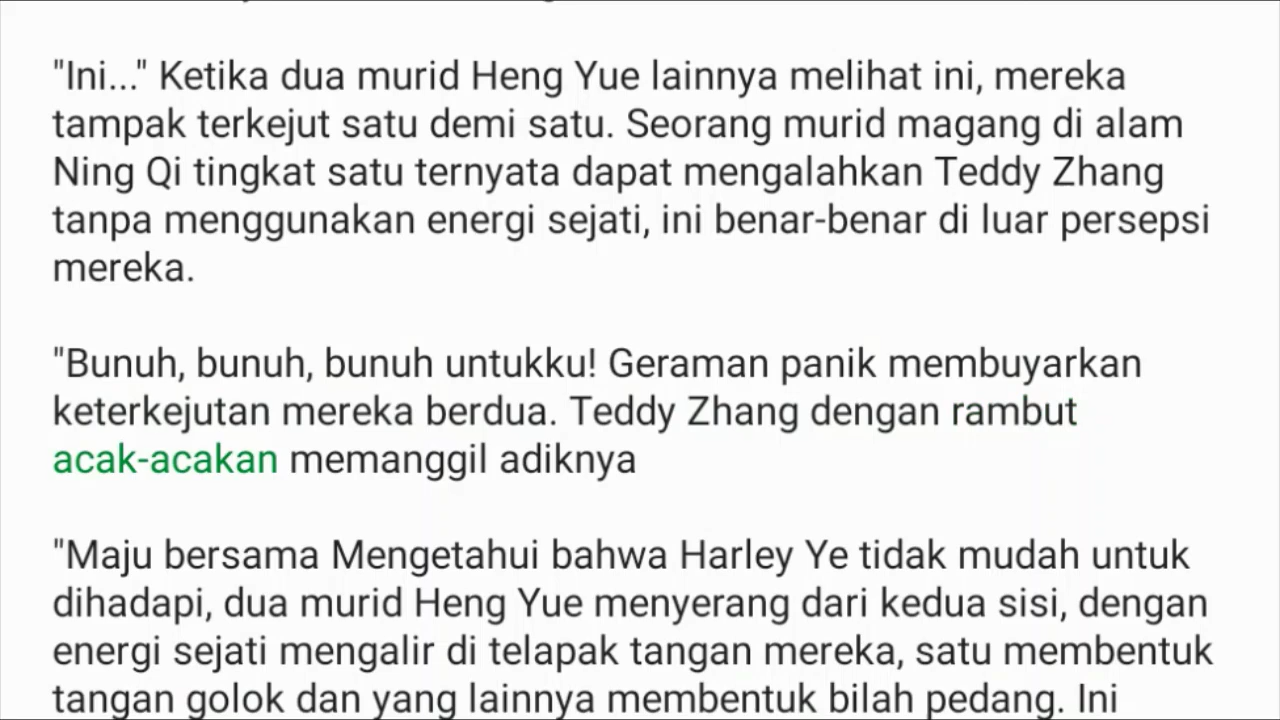 "Ini..." Ketika dua murid Heng Yue lainnya melihat ini, mereka
tampak terkejut satu demi satu. Seorang murid magang di alam
Ning Qi tingkat satu ternyata dapat mengalahkan Teddy Zhang
tanpa menggunakan energi sejati, ini benar-benar di luar persepsi
mereka.
"Bunuh, bunuh, bunuh untukku! Geraman panik membuyarkan
keterkejutan mereka berdua. Teddy Zhang dengan rambut
acak-acakan memanggil adiknya
"Maju bersama Mengetahui bahwa Harley Ye tidak mudah untuk
dihadapi, dua murid Heng Yue menyerang dari kedua sisi, dengan
energi sejati mengalir di telapak tangan mereka, satu membentuk
tangan golok dan yang lainnya membentuk bilah pedang. Ini